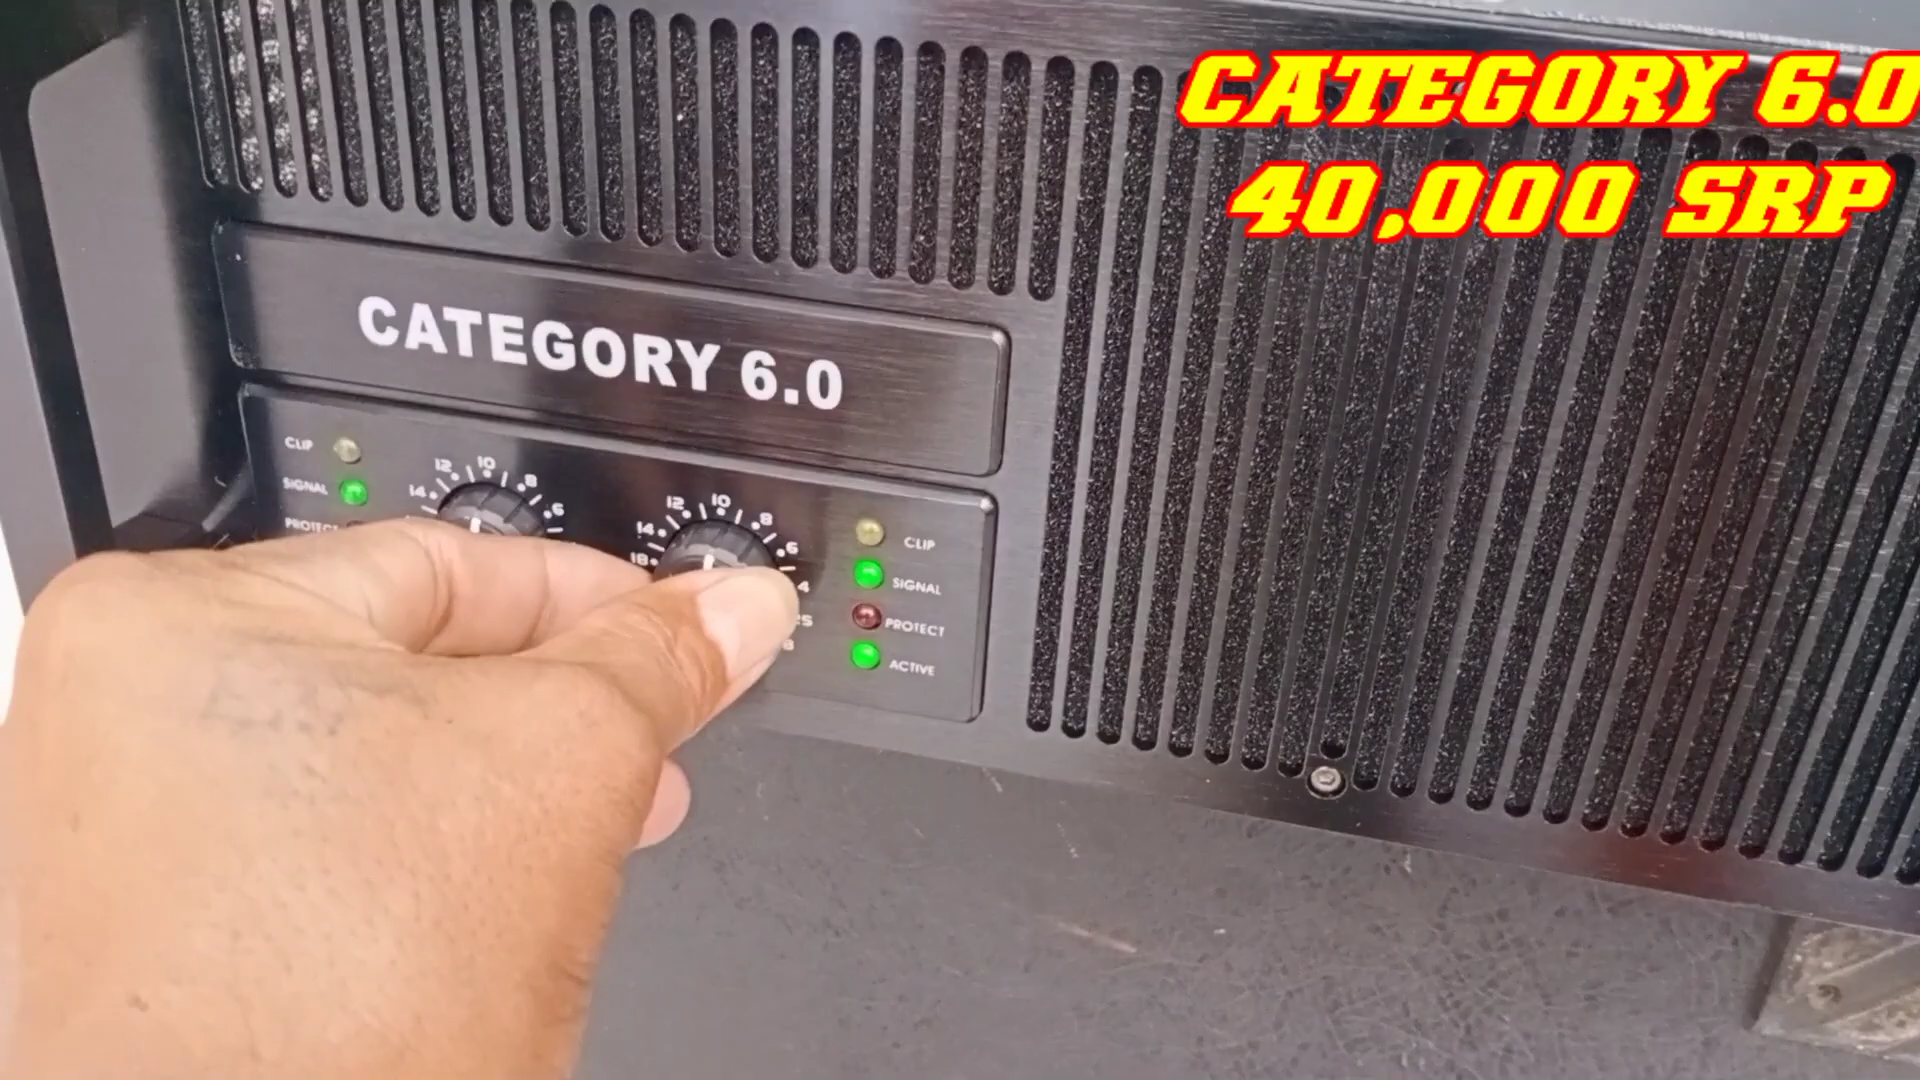 CATEGORY 6.0
40,000 SRP
CATEGORY 6.0
CLIP
SIGNAL
PROTECT
14 12 10 8 6
18 14 12 10 8 6 4
CLIP
SIGNAL
PROTECT
ACTIVE